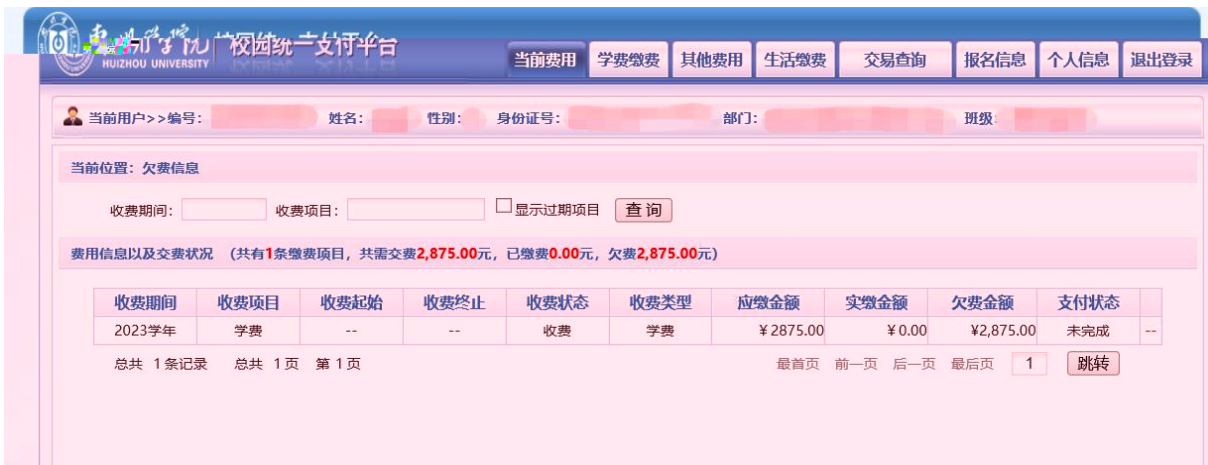 校园统一支付平台
HUIZHOU UNIVERSITY
当前费用 学费缴费 其他费用 生活缴费 交易查询 报名信息 个人信息 退出登录
当前用户>>编号: 姓名: 性别: 身份证号: 部门: 班级:
当前位置：欠费信息
收费期间: 收费项目: 显示过期项目 查 询
费用信息以及交费状况 （共有1条缴费项目，共需交费2,875.00元，已缴费0.00元，欠费2,875.00元）
收费期间 收费项目 收费起始 收费终止 收费状态 收费类型 应缴金额 实缴金额 欠费金额 支付状态
2023学年 学费 -- -- 收费 学费 ￥2875.00 ￥0.00 ¥2,875.00 未完成 --
总共 1条记录 总共 1页 第1页 最首页 前一页 后一页 最后页 1 跳转